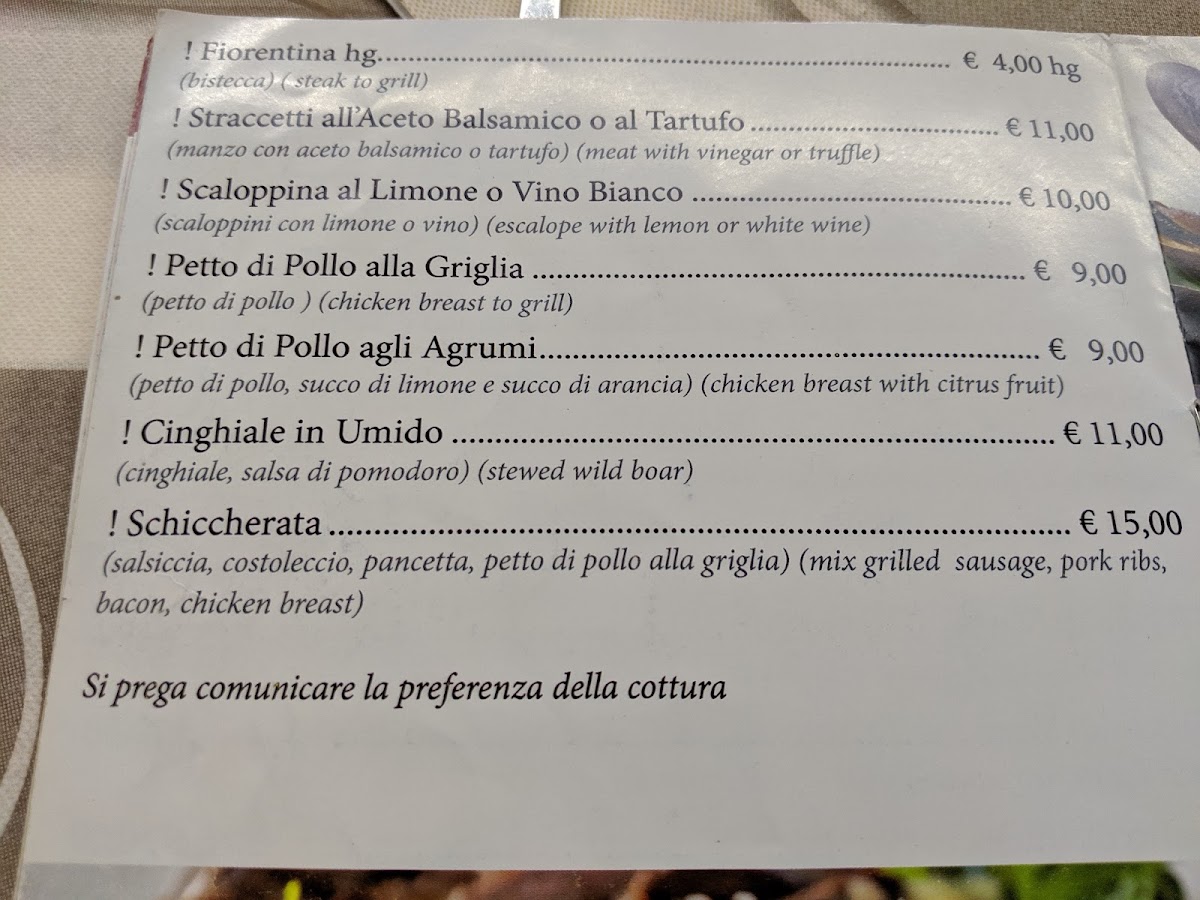 ! Fiorentina hg.......................................................................................... € 4,00 hg
(bistecca) ( steak to grill)
! Straccetti all'Aceto Balsamico o al Tartufo .................................... € 11,00
(manzo con aceto balsamico o tartufo) (meat with vinegar or truffle)
! Scaloppina al Limone o Vino Bianco ............................................. € 10,00
(scaloppini con limone o vino) (escalope with lemon or white wine)
! Petto di Pollo alla Griglia .................................................................. € 9,00
(petto di pollo ) (chicken breast to grill)
! Petto di Pollo agli Agrumi.................................................................. € 9,00
(petto di pollo, succo di limone e succo di arancia) (chicken breast with citrus fruit)
! Cinghiale in Umido ............................................................................ € 11,00
(cinghiale, salsa di pomodoro) (stewed wild boar)
! Schiccherata ........................................................................................ € 15,00
(salsiccia, costoleccio, pancetta, petto di pollo alla griglia) (mix grilled sausage, pork ribs,
bacon, chicken breast)
Si prega comunicare la preferenza della cottura